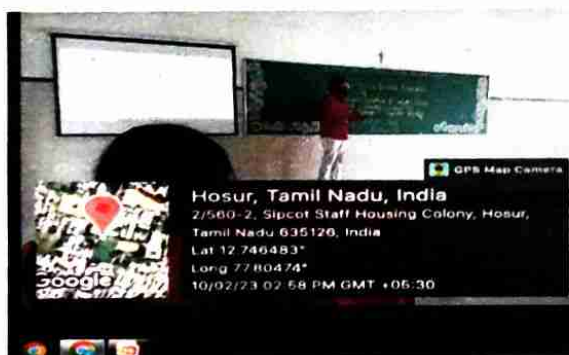 GPS Map Camera
Hosur, Tamil Nadu, India
2/560-2, Sipcot Staff Housing Colony, Hosur,
Tamil Nadu 635126, India
Lat 12.746483°
Long 77.80474°
10/02/23 02:58 PM GMT +05:30
Google